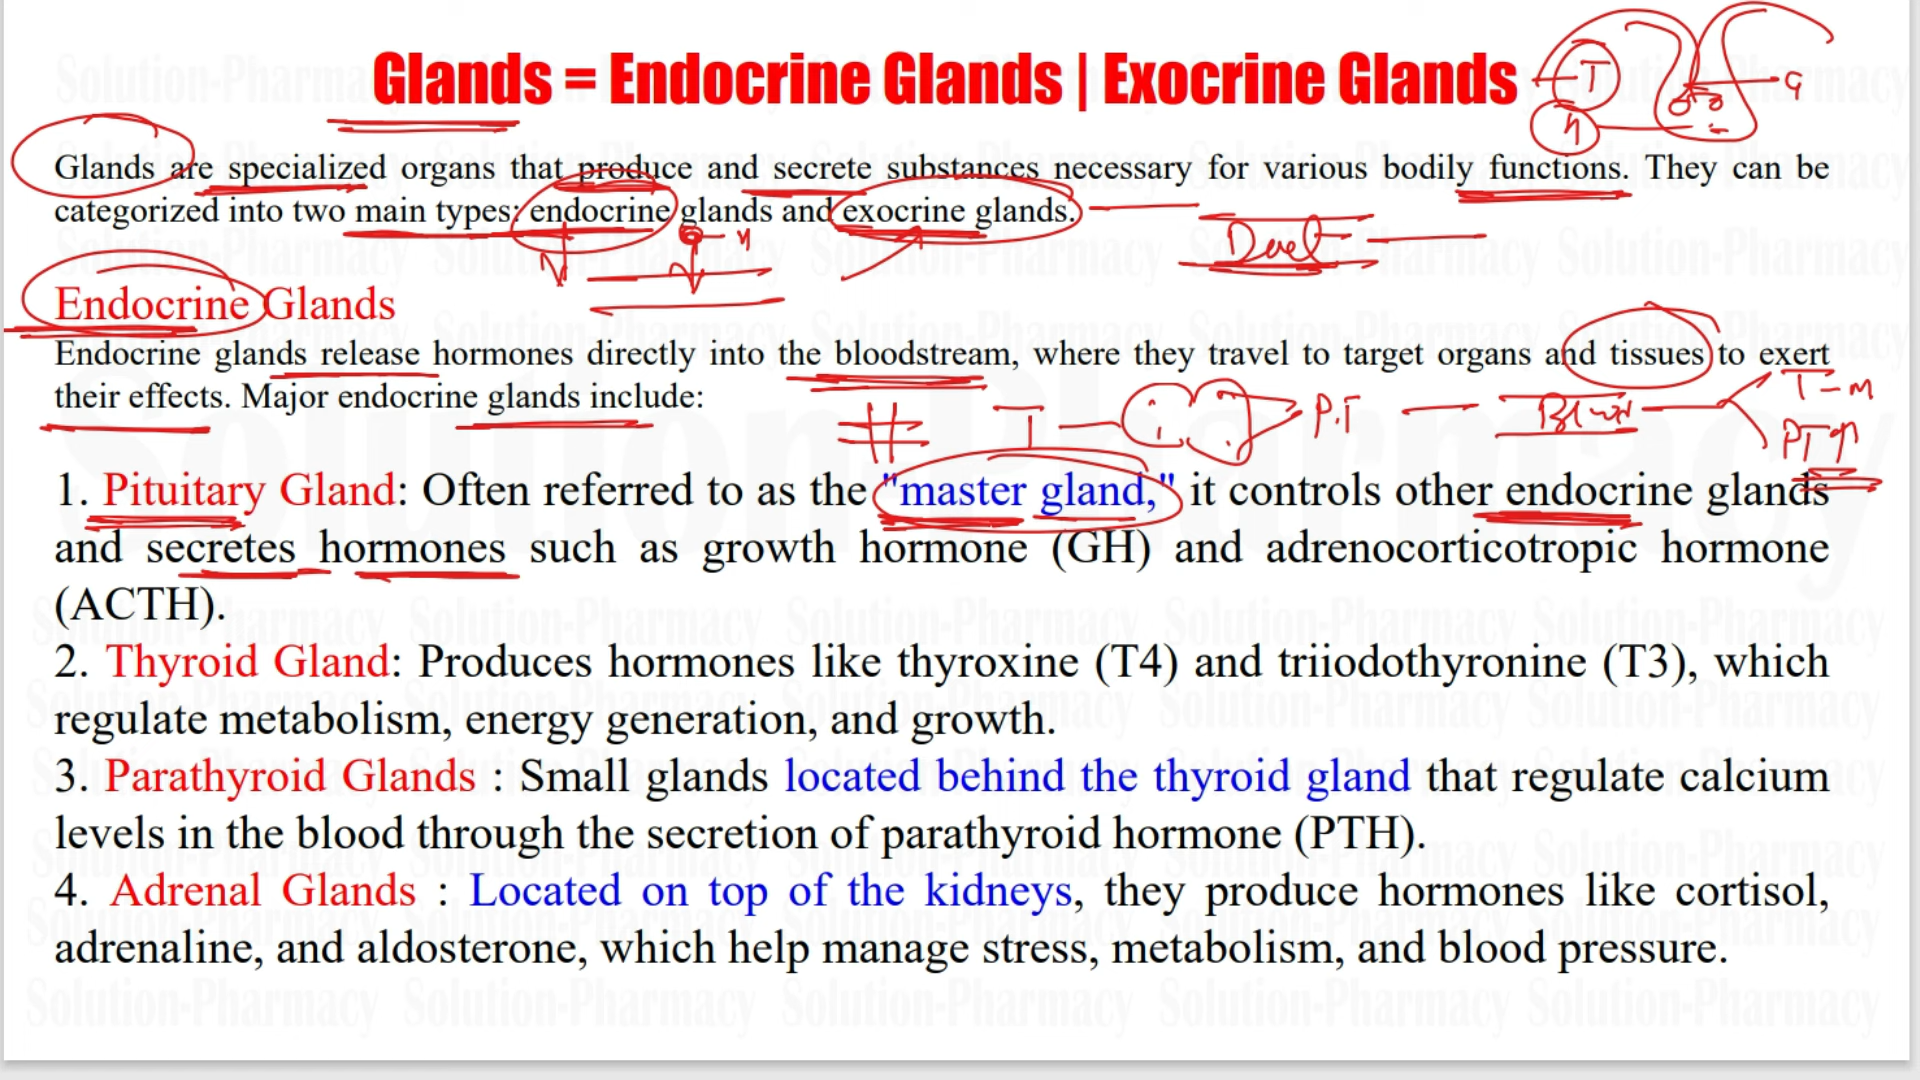 Glands = Endocrine Glands | Exocrine Glands
T
G
H
Glands are specialized organs that produce and secrete substances necessary for various bodily functions. They can be
categorized into two main types: endocrine glands and exocrine glands.
Duct
Endocrine Glands
Endocrine glands release hormones directly into the bloodstream, where they travel to target organs and tissues to exert
their effects. Major endocrine glands include:
T
P.T
T-M
1. Pituitary Gland: Often referred to as the "master gland," it controls other endocrine glands
and secretes hormones such as growth hormone (GH) and adrenocorticotropic hormone
(ACTH).
2. Thyroid Gland: Produces hormones like thyroxine (T4) and triiodothyronine (T3), which
regulate metabolism, energy generation, and growth.
3. Parathyroid Glands : Small glands located behind the thyroid gland that regulate calcium
levels in the blood through the secretion of parathyroid hormone (PTH).
4. Adrenal Glands : Located on top of the kidneys, they produce hormones like cortisol,
adrenaline, and aldosterone, which help manage stress, metabolism, and blood pressure.
Solution-Pharmacy